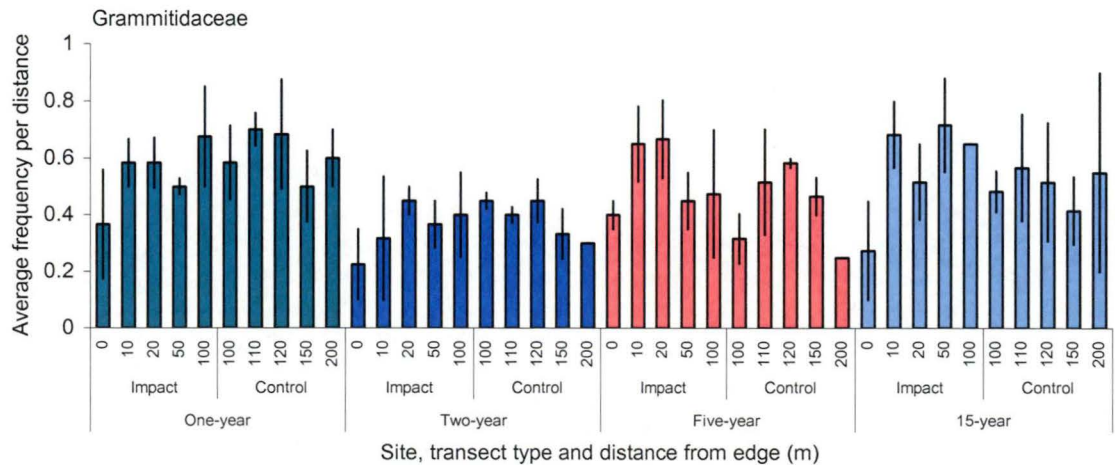 Grammitidaceae
Average frequency per distance
1
0.8
0.6
0.4
0.2
0
0 10 20 50 100 100 110 120 150 200 0 10 20 50 100 100 110 120 150 200 0 10 20 50 100 100 110 120 150 200 0 10 20 50 100 100 110 120 150 200
Impact Control Impact Control Impact Control Impact Control
One-year Two-year Five-year 15-year
Site, transect type and distance from edge (m)